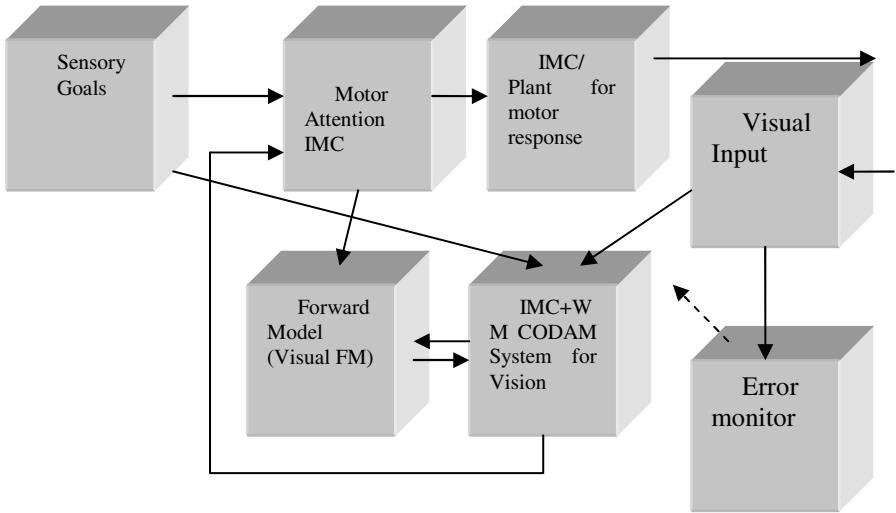 Sensory
Goals
Motor
Attention
IMC
IMC/
Plant for
motor
response
Visual
Input
Forward
Model
(Visual FM)
IMC+W
M CODAM
System for
Vision
Error
monitor